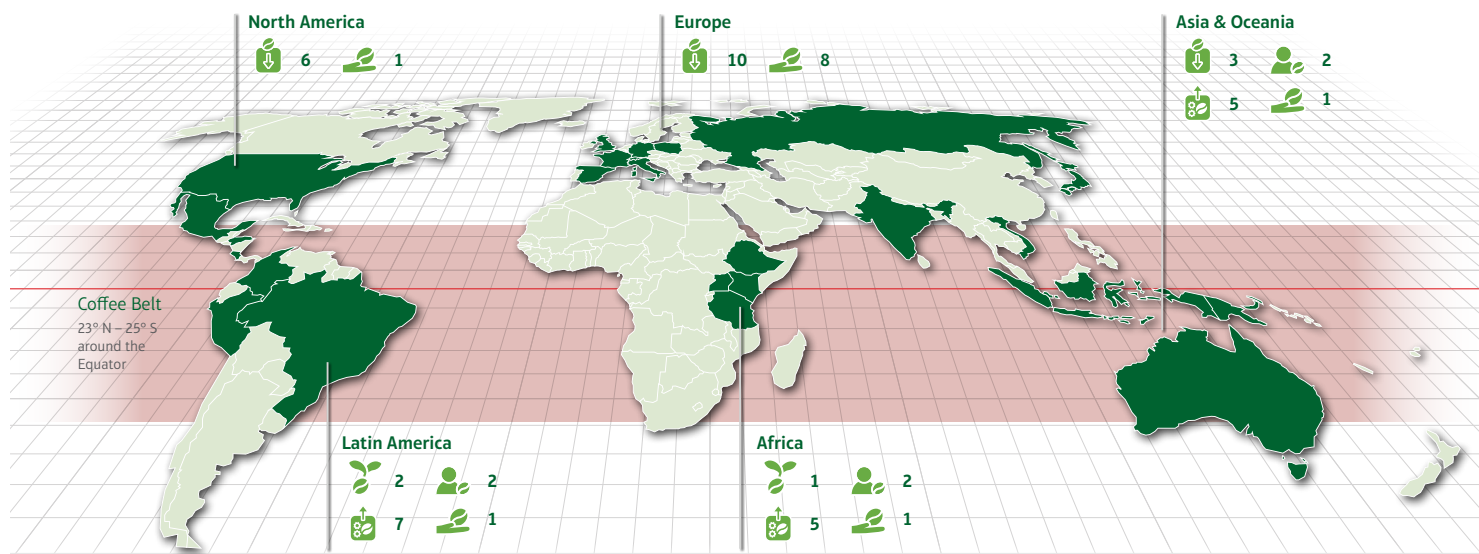 North America
6 1
Europe
10 8
Asia & Oceania
3 2
5 1
Coffee Belt
23° N – 25° S
around the
Equator
Latin America
2 2
7 1
Africa
1 2
5 1